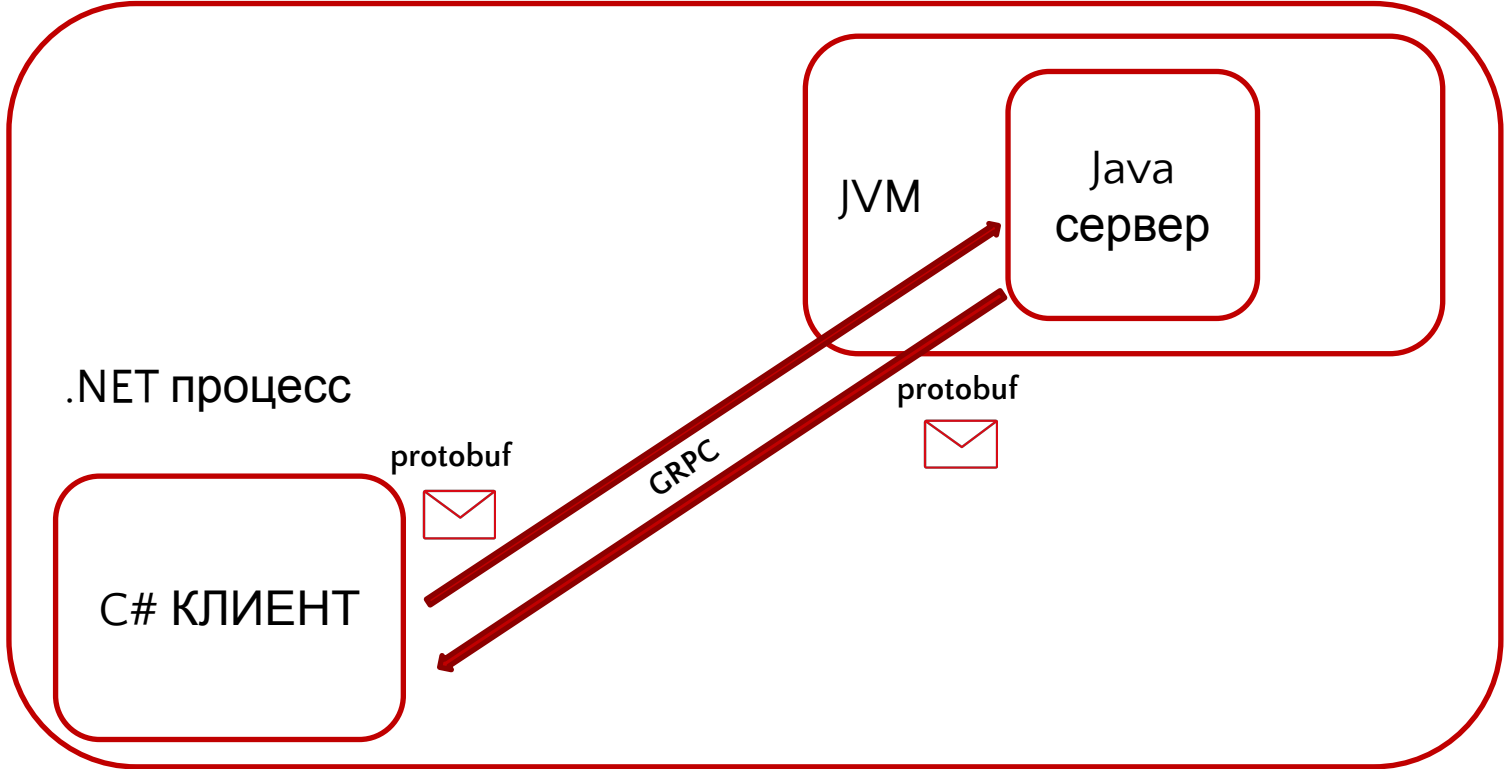 JVM
Java
сервер
.NET процесс
protobuf
protobuf
GRPC
C# КЛИЕНТ